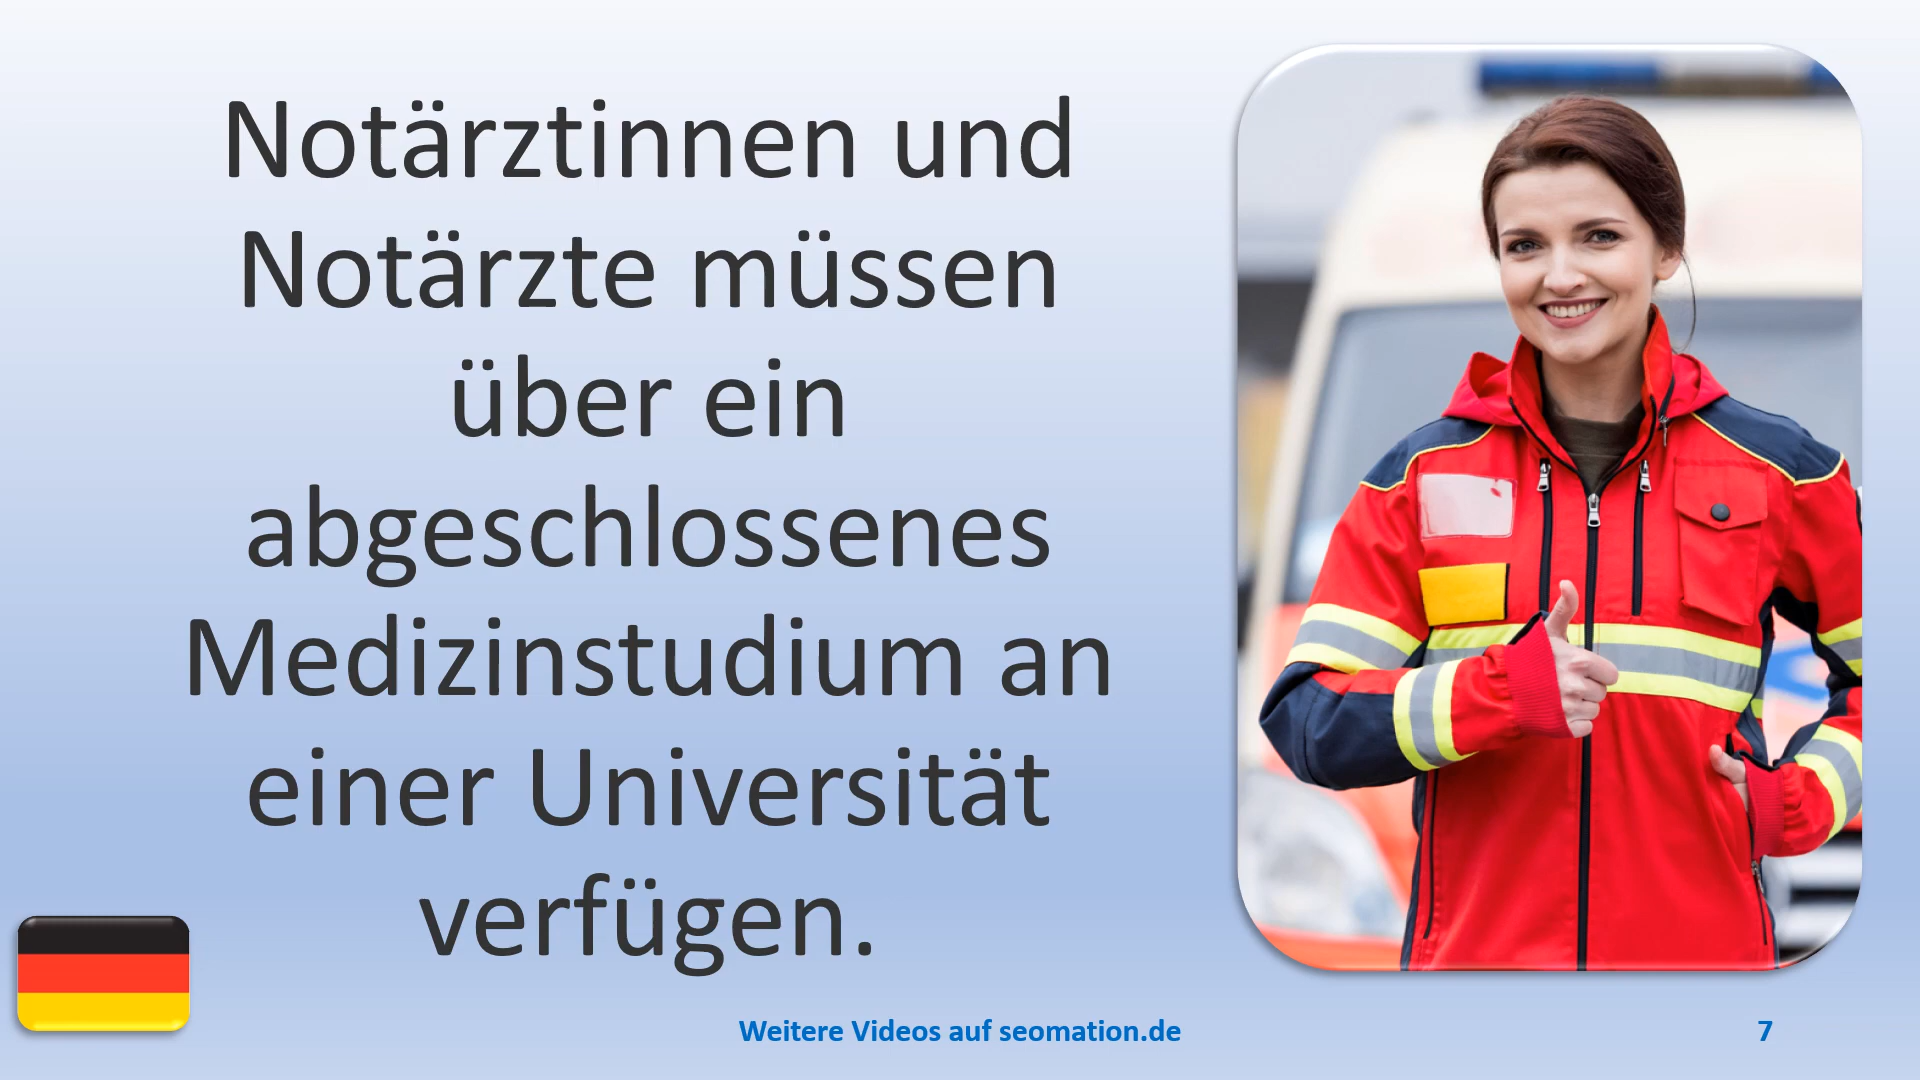 Notärztinnen und
Notärzte müssen
über ein
abgeschlossenes
Medizinstudium an
einer Universität
verfügen.
Weitere Videos auf seomation.de
7